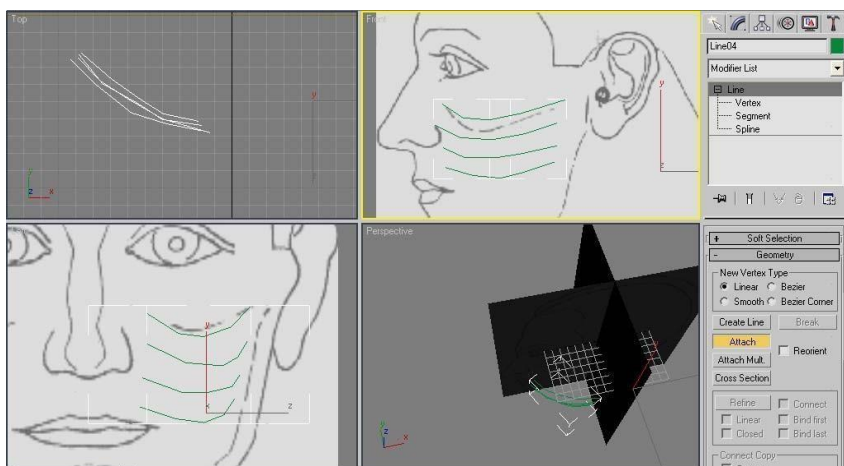 Top
Front
Line04
Modifier List
Line
Vertex
Segment
Spline
Perspective
+ Soft Selection
- Geometry
New Vertex Type
Linear Bezier
Smooth Bezier Corner
Create Line Break
Attach
Reorient
Attach Mult.
Cross Section
Refine Connect
Linear Bind first
Closed Bind last
Connect Copy
y
z x
y
z
y
x z
z
y
x